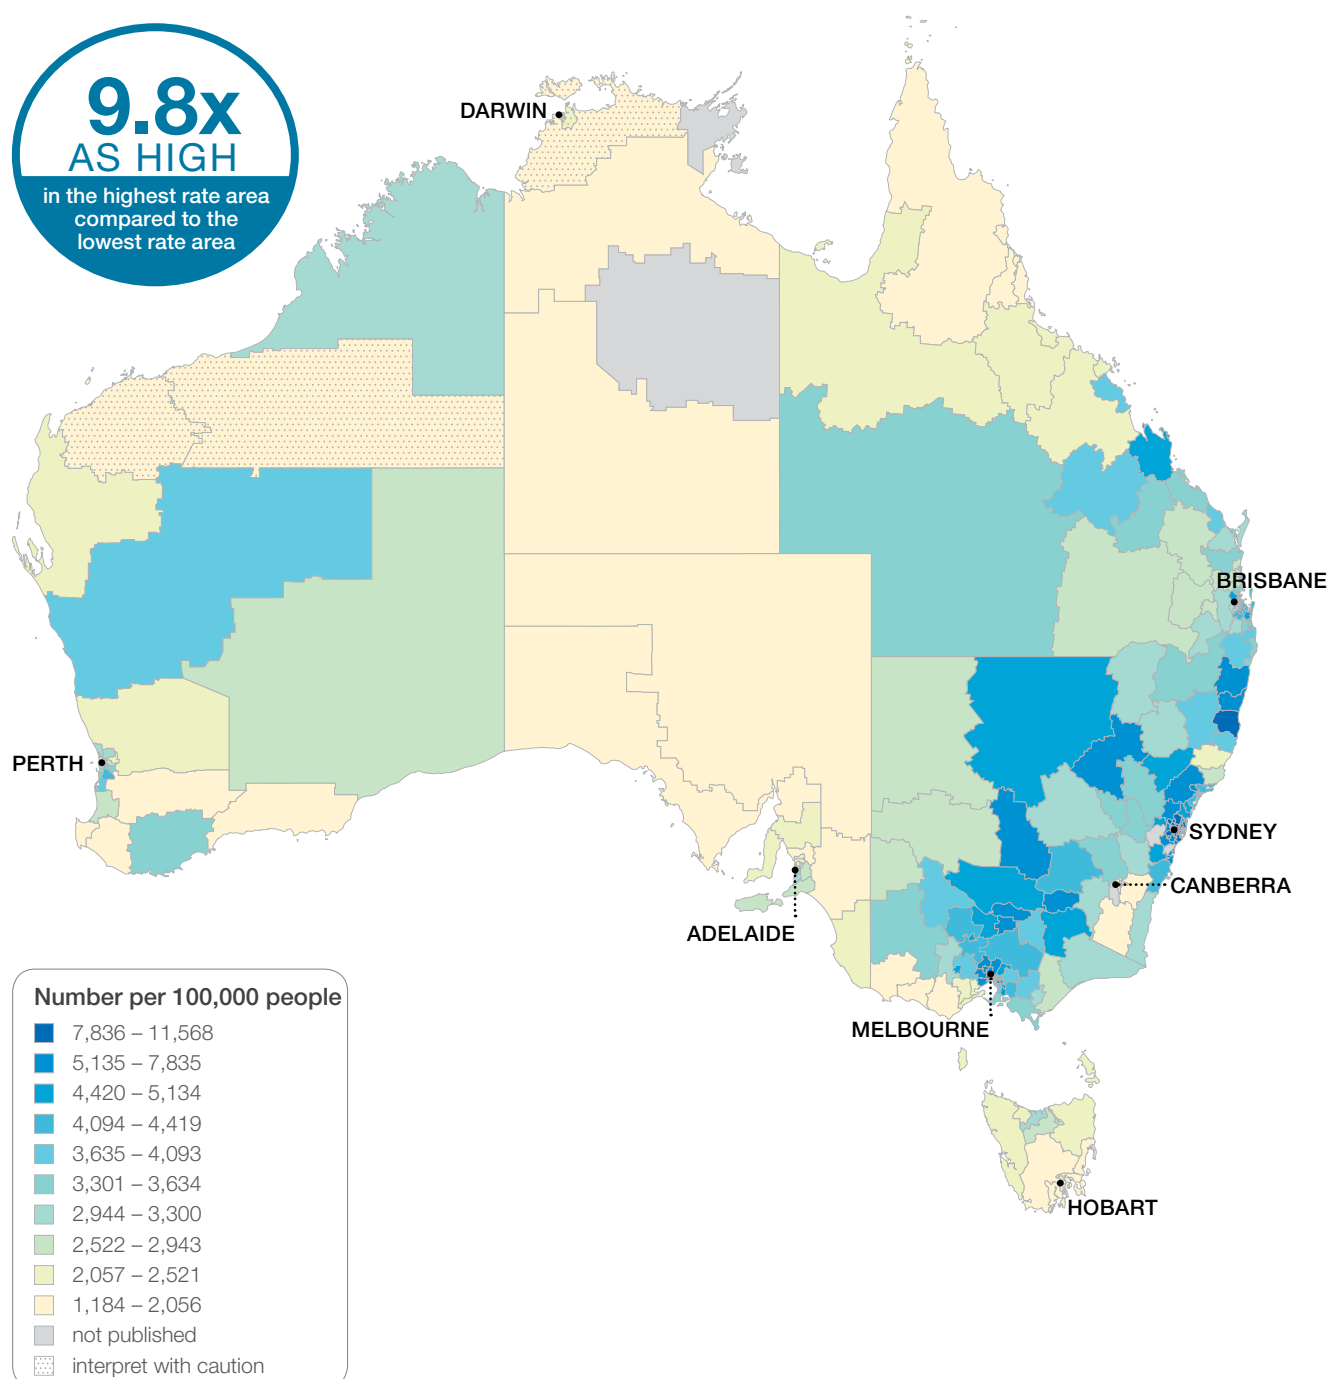 9.8x
AS HIGH
in the highest rate area
compared to the
lowest rate area
DARWIN
BRISBANE
PERTH
SYDNEY
CANBERRA
ADELAIDE
MELBOURNE
HOBART
Number per 100,000 people
7,836 – 11,568
5,135 – 7,835
4,420 – 5,134
4,094 – 4,419
3,635 – 4,093
3,301 – 3,634
2,944 – 3,300
2,522 – 2,943
2,057 – 2,521
1,184 – 2,056
not published
interpret with caution